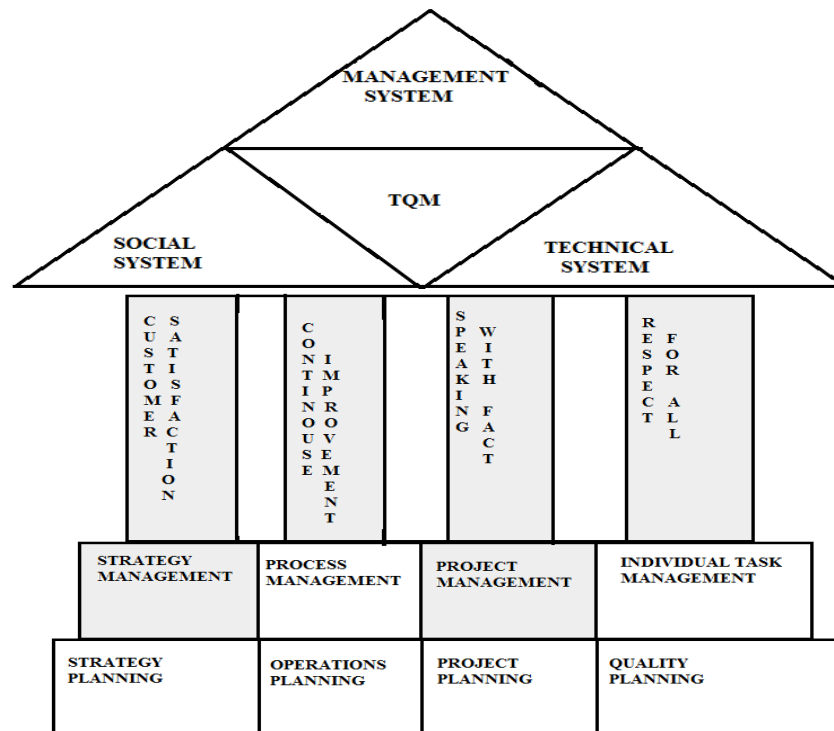 MANAGEMENT
SYSTEM
TQM
SOCIAL
SYSTEM
TECHNICAL
SYSTEM
CUSTOMER
SATISFACTION
CONTINOUSE
IMPROVEMENT
SPEAKING
WITH FACT
RESPECT
FOR ALL
STRATEGY
MANAGEMENT
PROCESS
MANAGEMENT
PROJECT
MANAGEMENT
INDIVIDUAL TASK
MANAGEMENT
STRATEGY
PLANNING
OPERATIONS
PLANNING
PROJECT
PLANNING
QUALITY
PLANNING